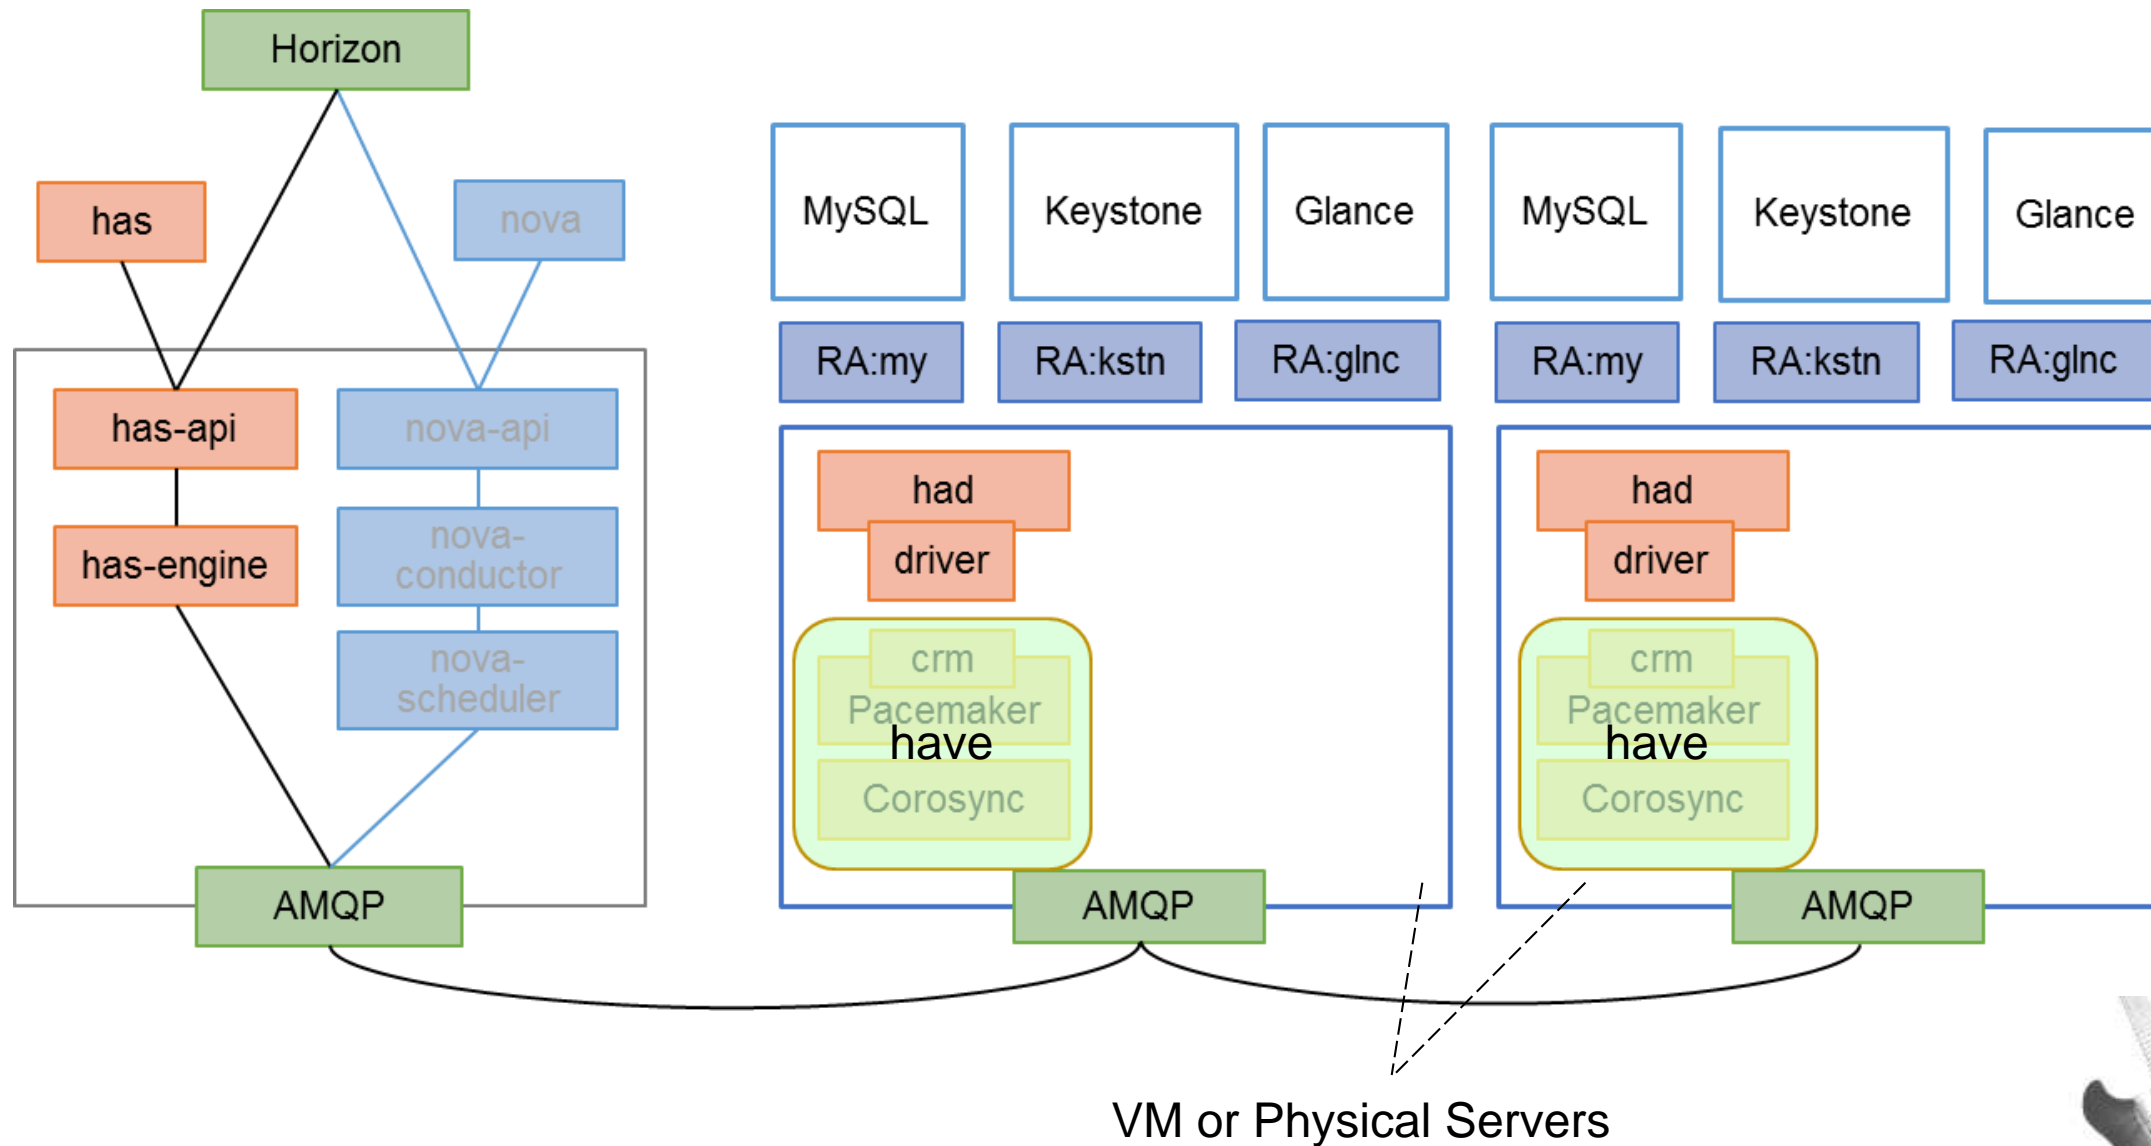 Horizon
has
nova
has-api
nova-api
has-engine
nova-
conductor
nova-
scheduler
AMQP
MySQL
Keystone
Glance
MySQL
Keystone
Glance
RA:my
RA:kstn
RA:glnc
RA:my
RA:kstn
RA:glnc
had
driver
crm
Pacemaker
have
Corosync
AMQP
had
driver
crm
Pacemaker
have
Corosync
AMQP
VM or Physical Servers